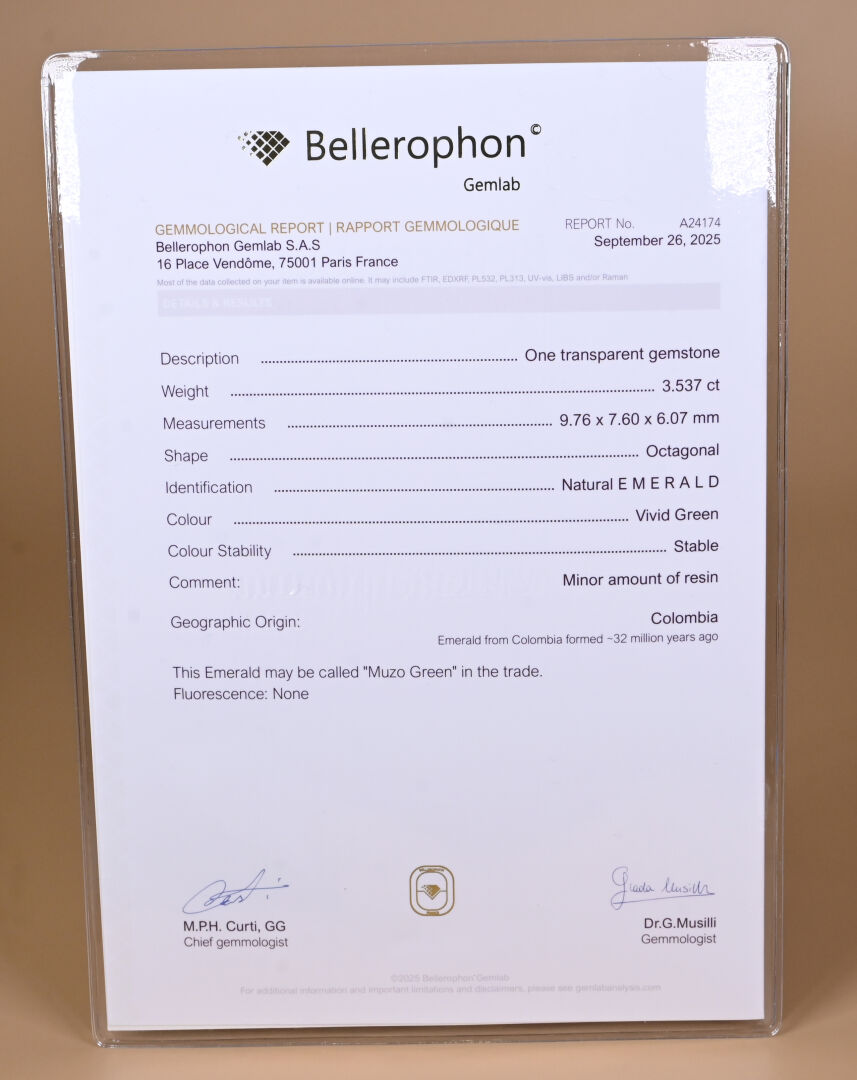 Bellerophon©
Gemlab
GEMMOLOGICAL REPORT | RAPPORT GEMMOLOGIQUE
REPORT No. A24174
Bellerophon Gemlab S.A.S
September 26, 2025
16 Place Vendôme, 75001 Paris France
Most of the data collected on your item is available online. It may include FTIR, EDXRF, PL532, PL313, UV-vis, LIBS and/or Raman
DETAILS & RESULTS
Description ........ One transparent gemstone
Weight ........ 3.537 ct
Measurements ........ 9.76 x 7.60 x 6.07 mm
Shape ........ Octagonal
Identification ........ Natural E M E R A L D
Colour ........ Vivid Green
Colour Stability ........ Stable
Comment: Minor amount of resin
Geographic Origin: Colombia
Emerald from Colombia formed ~32 million years ago
This Emerald may be called "Muzo Green" in the trade.
Fluorescence: None
M.P.H. Curti, GG
Chief gemmologist
Dr.G.Musilli
Gemmologist
©2025 Bellerophon Gemlab
For additional information and important limitations and disclaimers, please see gemlabanalysis.com